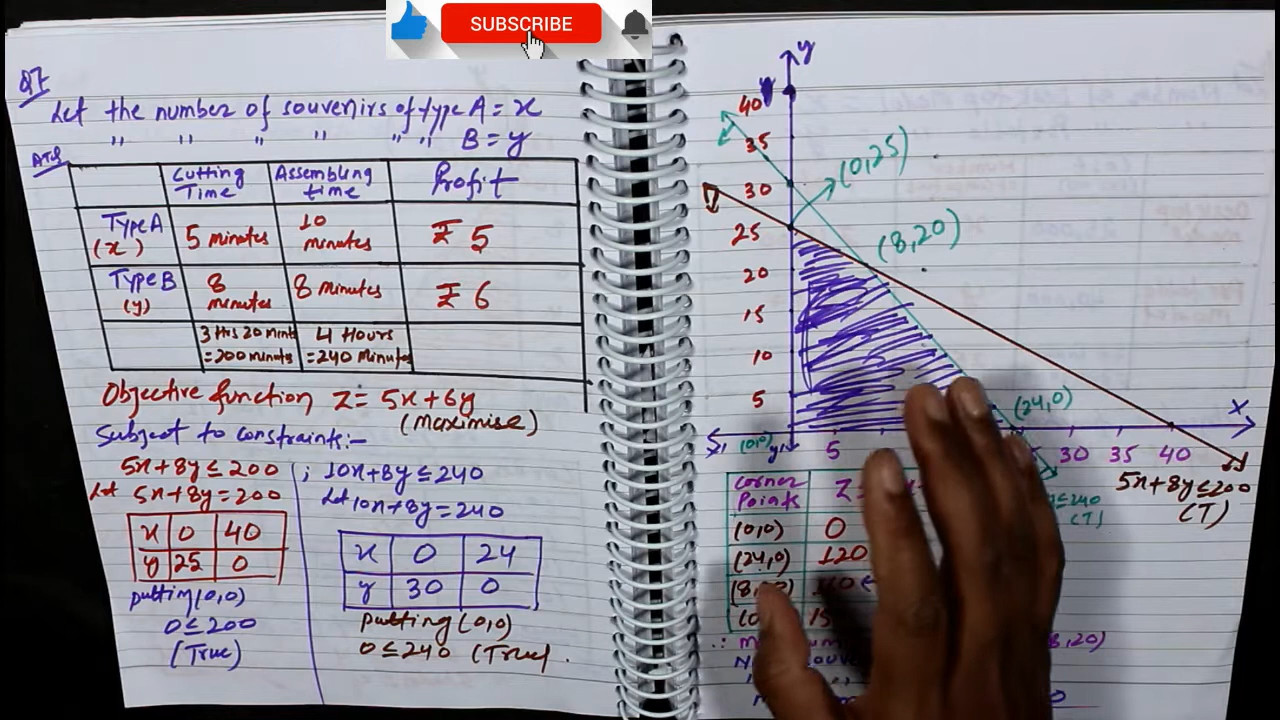 SUBSCRIBE
Q7
Let the number of souvenirs of type A = x
" " " " " " B = y
ATQ
Cutting Time Assembling time Profit
Type A (x) 5 minutes 10 minutes ₹ 5
Type B (y) 8 minutes 8 minutes ₹ 6
3 Hrs 20 mint = 200 minuts 4 Hours = 240 Minutes
Objective function Z = 5x+6y
(Maximise)
Subject to constraints:-
5x+8y ≤ 200 ; 10x+8y ≤ 240
Let 5x+8y = 200
Let 10x+8y = 240
x 0 40
y 25 0
x 0 24
y 30 0
putting (0,0)
0 ≤ 200
(True)
putting (0,0)
0 ≤ 240 (True)
y
40
35
30
25
20
15
10
5
(0,25)
(8,20)
(24,0)
x
(0,0) y' 5 30 35 40
5x+8y ≤ 200
(T)
≤ 240
(T)
Corner Points Z =
(0,0) 0
(24,0) 120
160
15
8,20)